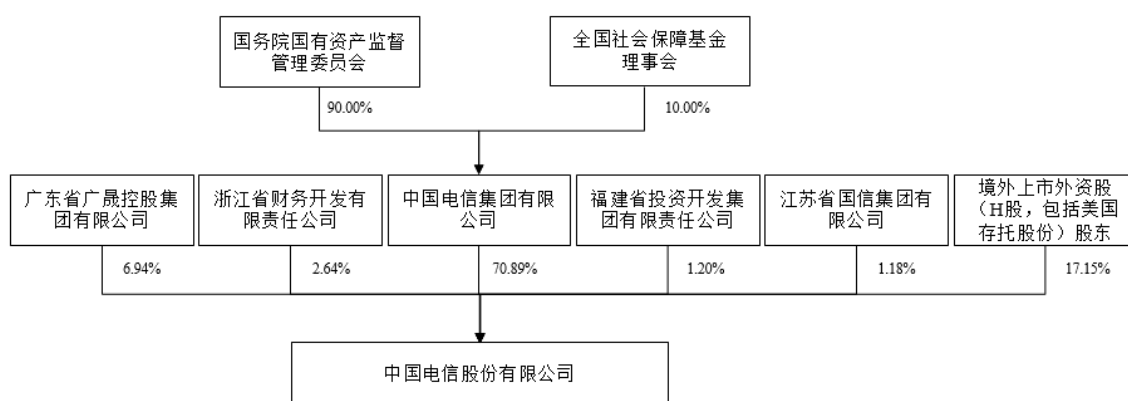 国务院国有资产监督
管理委员会
全国社会保障基金
理事会
90.00%
10.00%
广东省广晟控股集
团有限公司
浙江省财务开发有
限责任公司
中国电信集团有限
公司
福建省投资开发集
团有限责任公司
江苏省国信集团有
限公司
境外上市外资股
（H股，包括美国
存托股份）股东
6.94%
2.64%
70.89%
1.20%
1.18%
17.15%
中国电信股份有限公司